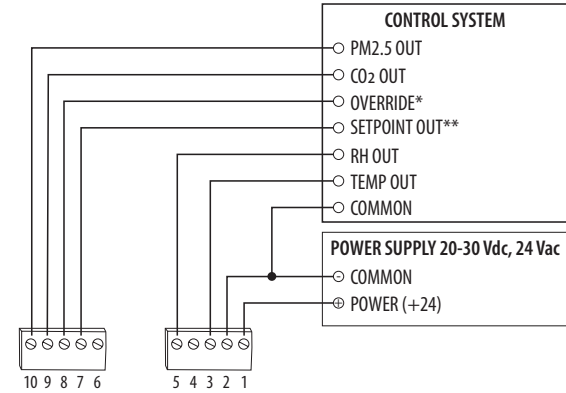 CONTROL SYSTEM
PM2.5 OUT
CO2 OUT
OVERRIDE*
SETPOINT OUT**
RH OUT
TEMP OUT
COMMON
POWER SUPPLY 20-30 Vdc, 24 Vac
COMMON
POWER (+24)
10 9 8 7 6
5 4 3 2 1